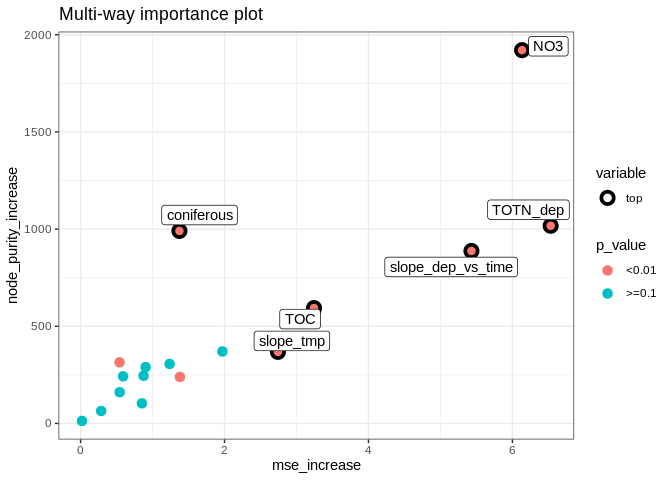 Multi-way importance plot
2000
1500
1000
500
0
node_purity_increase
NO3
TOTN_dep
coniferous
slope_dep_vs_time
TOC
slope_tmp
0
2
4
6
mse_increase
variable
top
p_value
<0.01
>=0.1